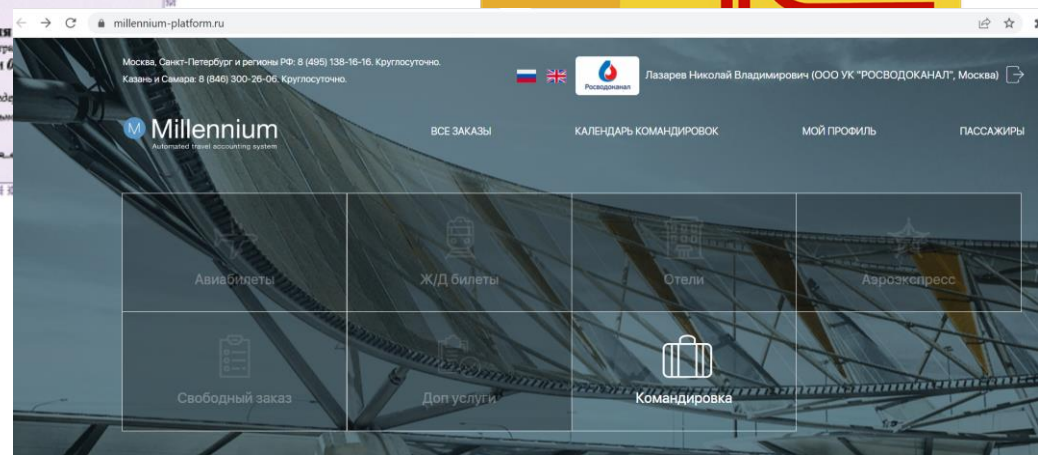 millennium-platform.ru
Москва, Санкт-Петербург и регионы РФ: 8 (495) 138-16-16. Круглосуточно.
Казань и Самара: 8 (846) 300-26-06. Круглосуточно.
Росводоканал
Лазарев Николай Владимирович (ООО УК "РОСВОДОКАНАЛ", Москва)
M Millennium
Automated travel accounting system
ВСЕ ЗАКАЗЫ
КАЛЕНДАРЬ КОМАНДИРОВОК
МОЙ ПРОФИЛЬ
ПАССАЖИРЫ
Авиабилеты
Ж/Д билеты
Отели
Аэроэкспресс
Свободный заказ
Доп услуги
Командировка